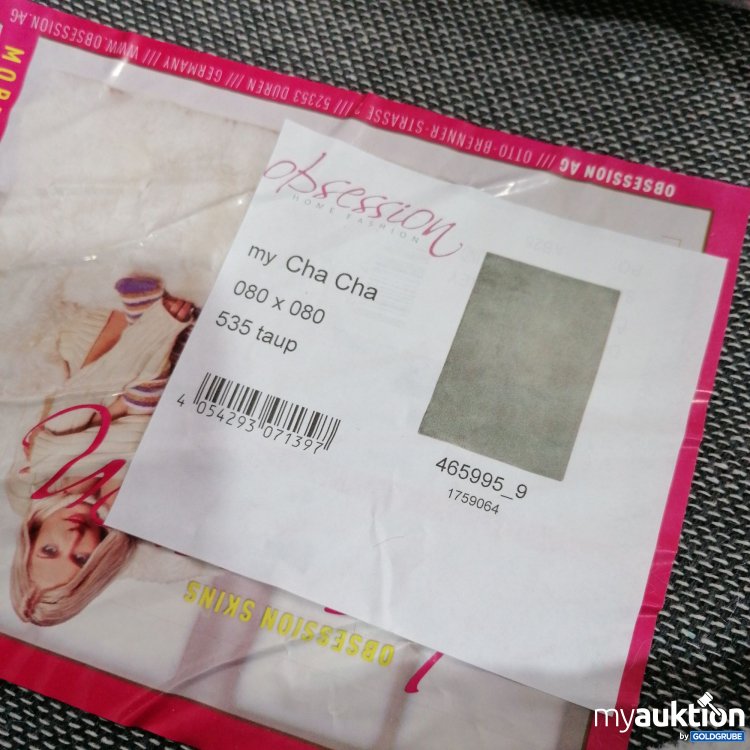 OBSESSION AG /// OTTO-BRENNER-STRASSE /// 52353 DÜREN /// GERMANY /// WWW.OBSESSION.AG
obsession
HOME FASHION
my Cha Cha
080 x 080
535 taup
4 054293 071397
465995_9
1759064
OBSESSION SKINS
myauktion
by GOLDGRUBE